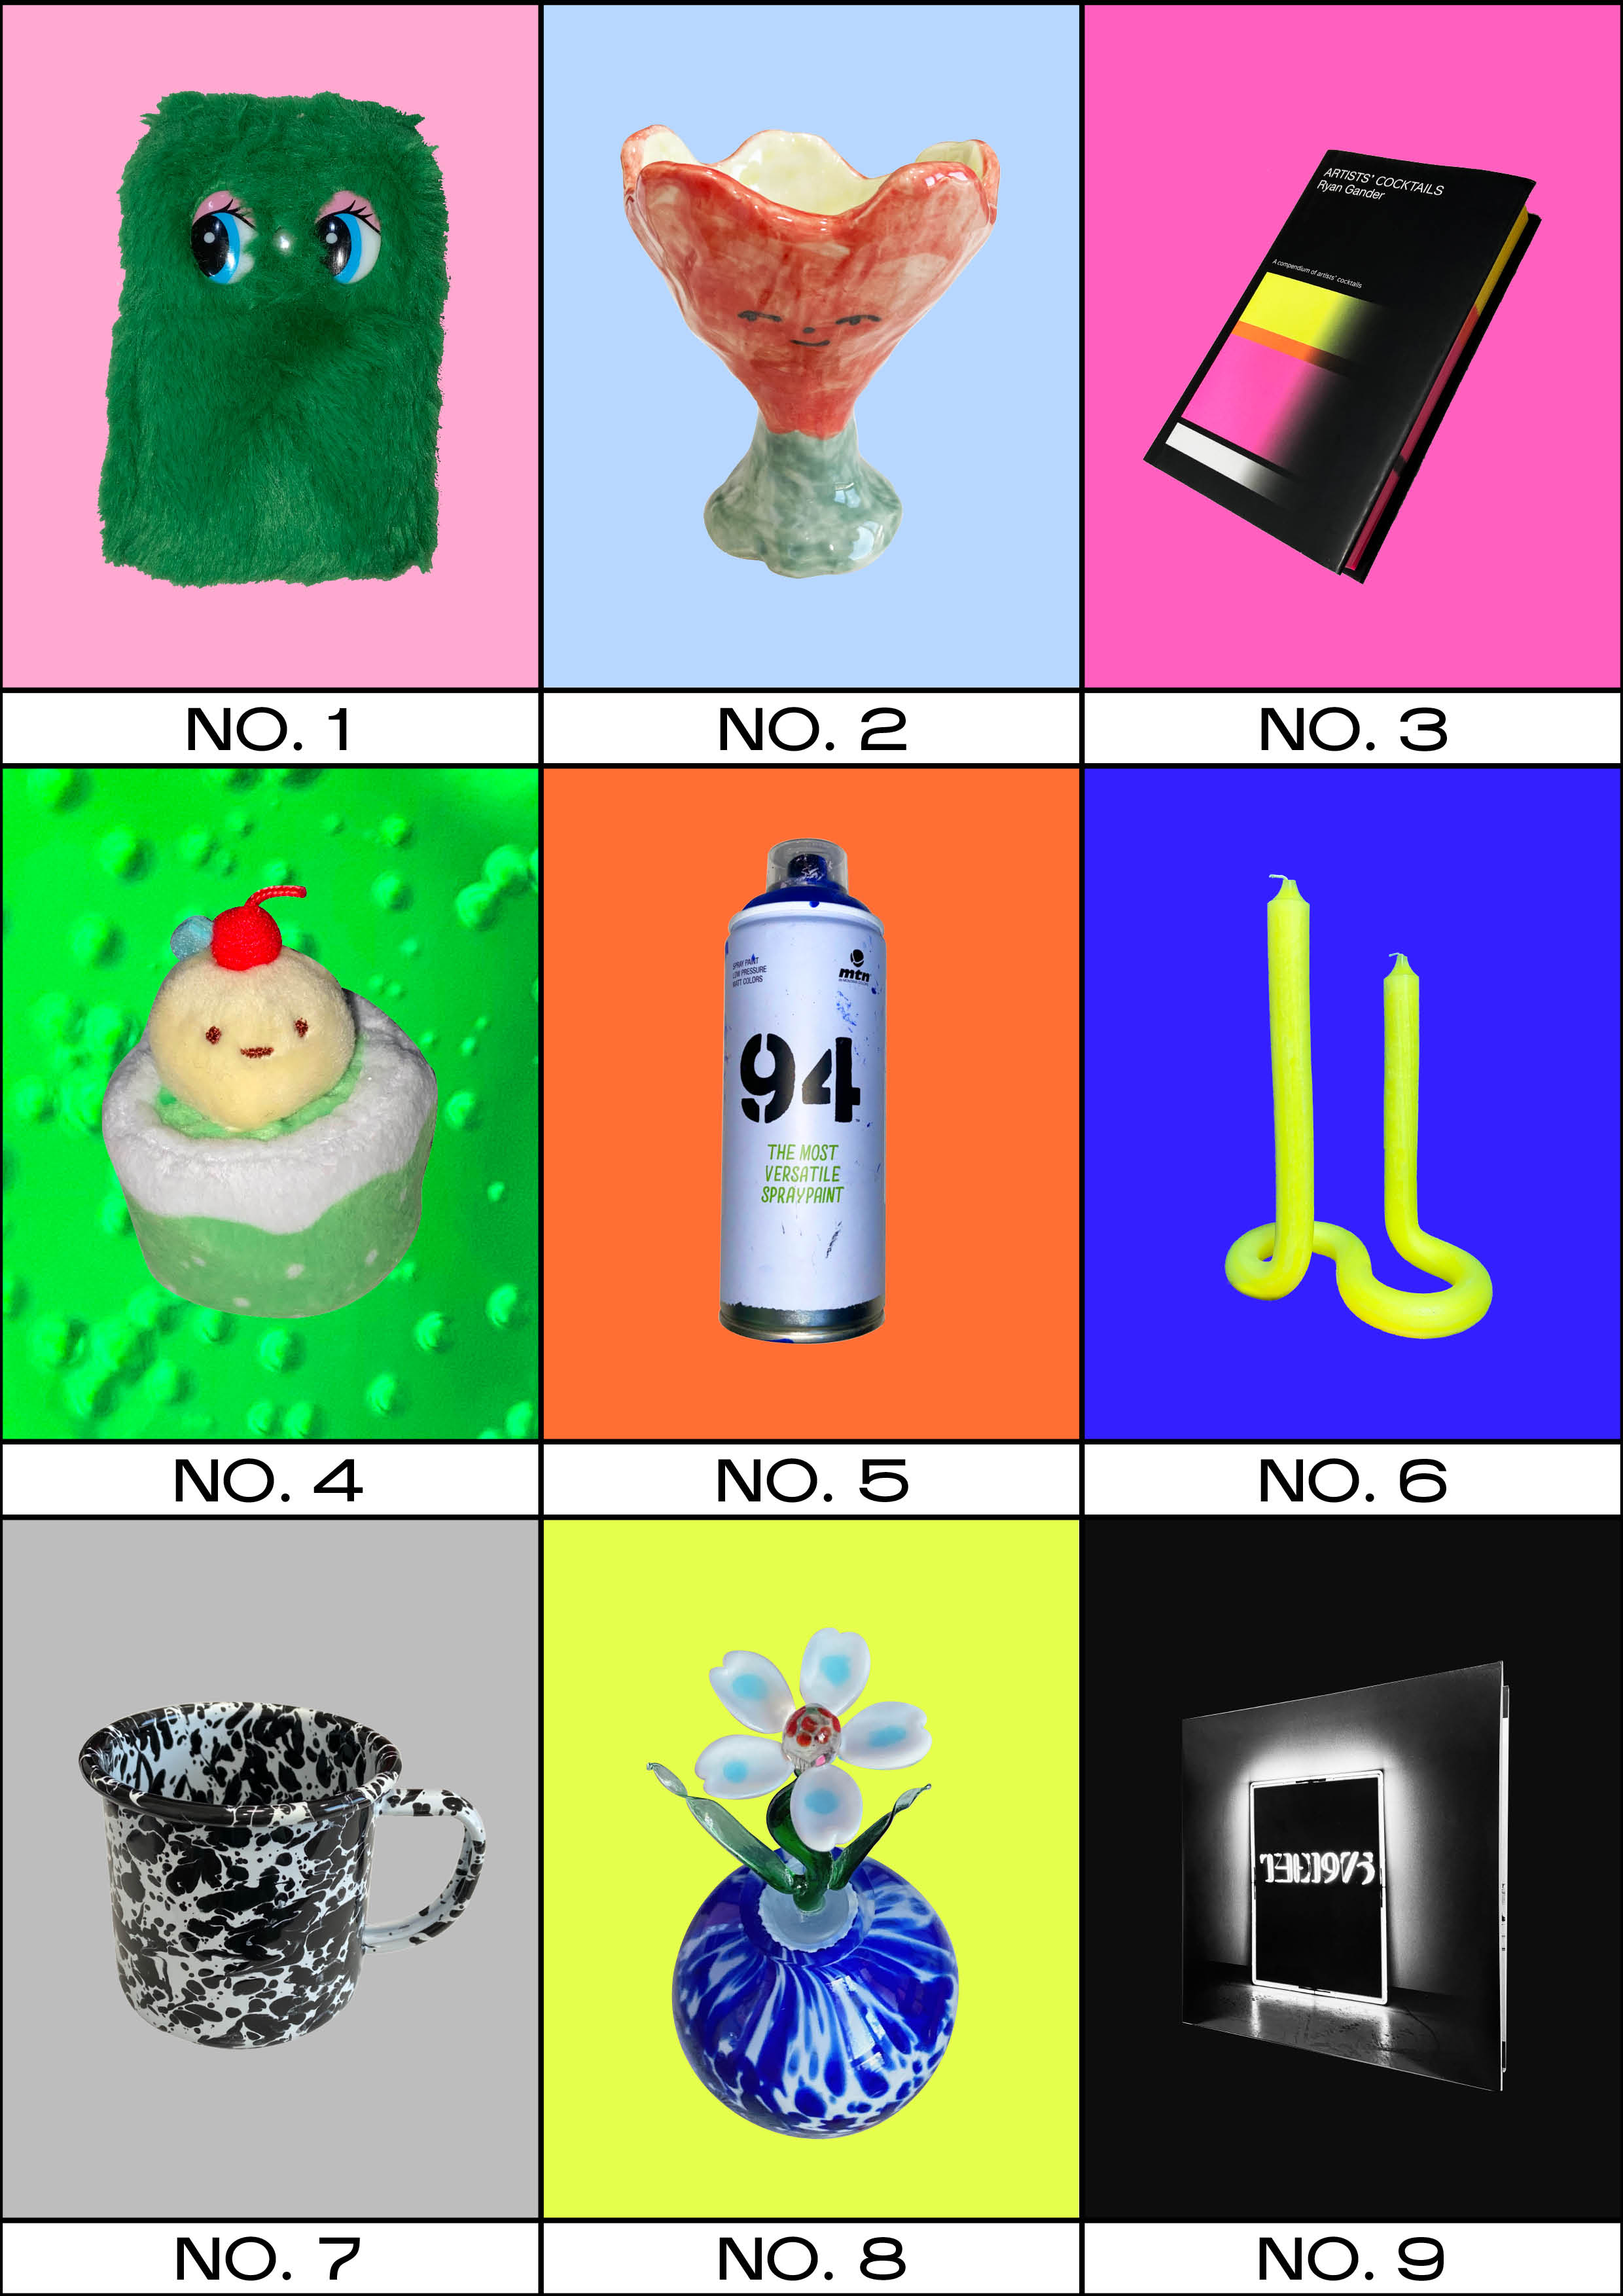 ARTISTS' COCKTAILS
Ryan Gander
A compendium of artists' cocktails
NO. 1
NO. 2
NO. 3
SPRAY PAINT
LOW PRESSURE
MATT COLORS
mtn
94
THE MOST
VERSATILE
SPRAYPAINT
NO. 4
NO. 5
NO. 6
THE 1975
NO. 7
NO. 8
NO. 9